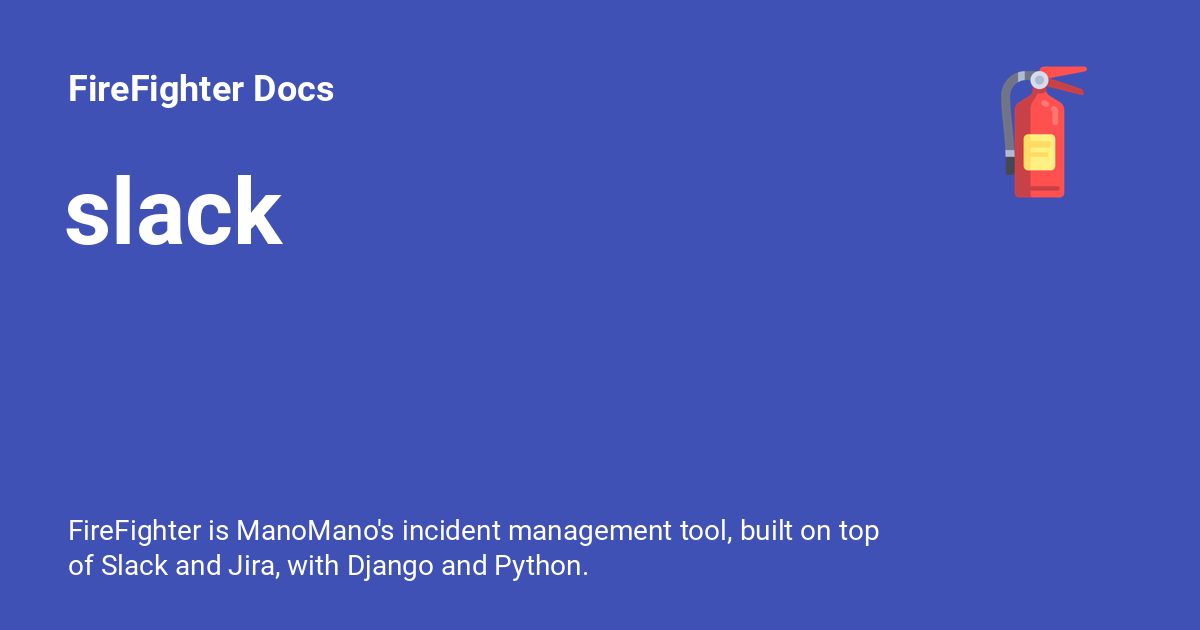 FireFighter Docs
slack
FireFighter is ManoMano's incident management tool, built on top
of Slack and Jira, with Django and Python.